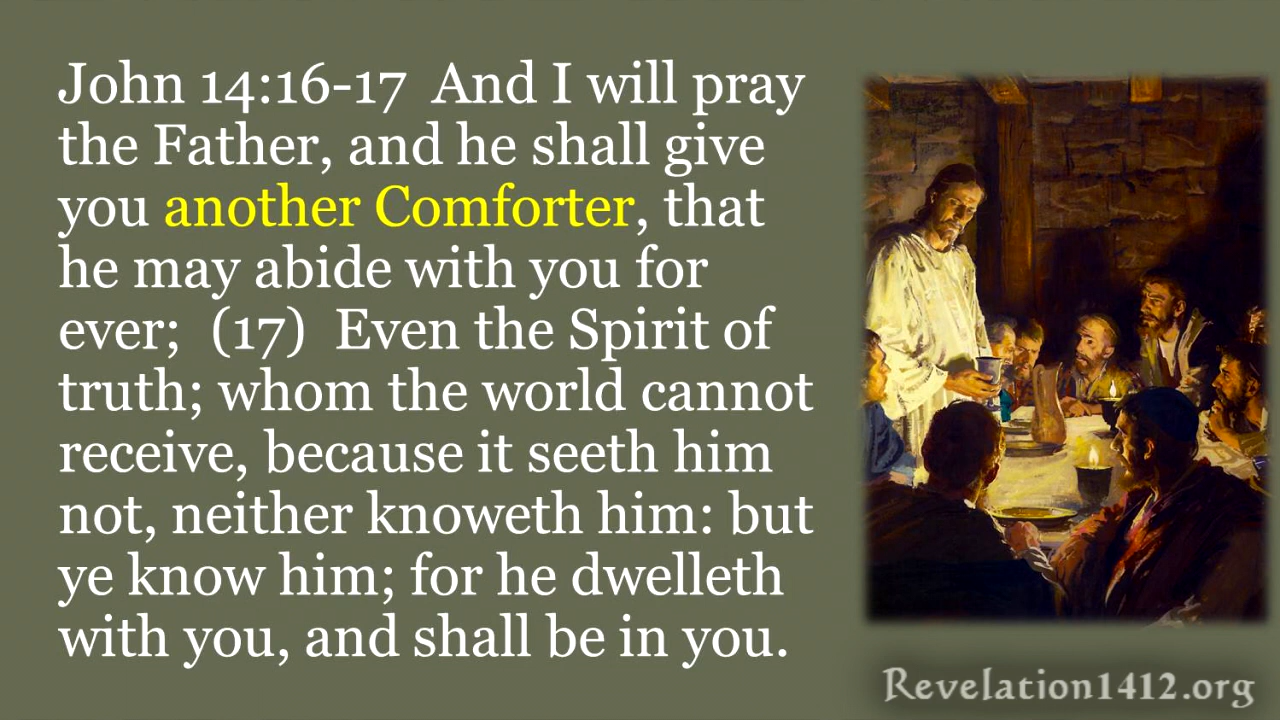 John 14:16-17  And I will pray
the Father, and he shall give
you another Comforter, that
he may abide with you for
ever;  (17)  Even the Spirit of
truth; whom the world cannot
receive, because it seeth him
not, neither knoweth him: but
ye know him; for he dwelleth
with you, and shall be in you.
Revelation1412.org